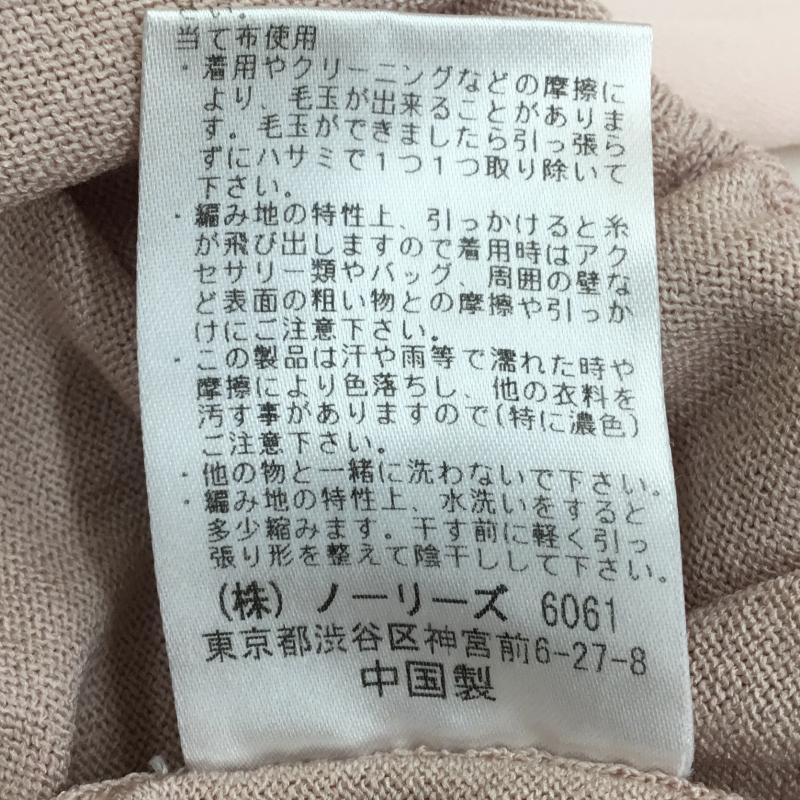 さい。
当て布使用
・着用やクリーニングなどの摩擦に
より、毛玉が出来ることがありま
す。毛玉ができましたら引っ張ら
ずにハサミで1つ1つ取り除いて
下さい。
・編み地の特性上、引っかけると糸
が飛び出しますので着用時はアク
セサリー類やバッグ、周囲の壁な
ど表面の粗い物との摩擦や引っか
けにご注意下さい。
・この製品は汗や雨等で濡れた時や
摩擦により色落ちし、他の衣料を
汚す事がありますので(特に濃色)
ご注意下さい。
・他の物と一緒に洗わないで下さい。
・編み地の特性上、水洗いをすると
多少縮みます。干す前に軽く引っ
張り形を整えて陰干しして下さい。
(株)ノーリーズ 6061
東京都渋谷区神宮前6-27-8
中国製